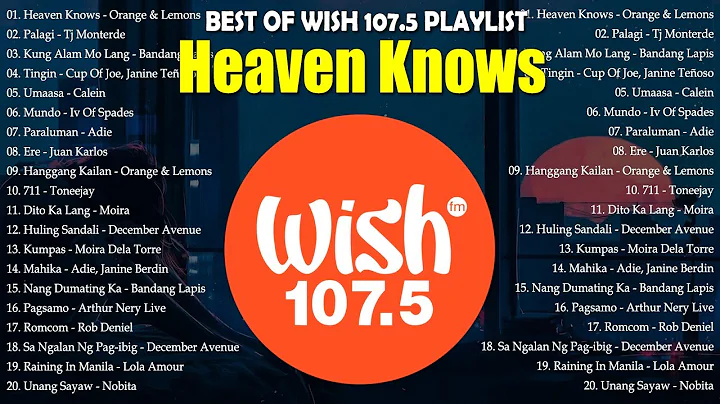 BEST OF WISH 107.5 PLAYLIST
Heaven Knows
01. Heaven Knows - Orange & Lemons
02. Palagi - Tj Monterde
03. Kung Alam Mo Lang - Bandang Lapis
04. Tingin - Cup Of Joe, Janine Teñoso
05. Umaasa - Calein
06. Mundo - Iv Of Spades
07. Paraluman - Adie
08. Ere - Juan Karlos
09. Hanggang Kailan - Orange & Lemons
10. 711 - Toneejay
11. Dito Ka Lang - Moira
12. Huling Sandali - December Avenue
13. Kumpas - Moira Dela Torre
14. Mahika - Adie, Janine Berdin
15. Nang Dumating Ka - Bandang Lapis
16. Pagsamo - Arthur Nery Live
17. Romcom - Rob Deniel
18. Sa Ngalan Ng Pag-ibig - December Avenue
19. Raining In Manila - Lola Amour
20. Unang Sayaw - Nobita
wish fm
107.5
01. Heaven Knows - Orange & Lemons
02. Palagi - Tj Monterde
Kung Alam Mo Lang - Bandang Lapis
Tingin - Cup Of Joe, Janine Teñoso
05. Umaasa - Calein
06. Mundo - Iv Of Spades
07. Paraluman - Adie
08. Ere - Juan Karlos
09. Hanggang Kailan - Orange & Lemons
10. 711 - Toneejay
11. Dito Ka Lang - Moira
12. Huling Sandali - December Avenue
13. Kumpas - Moira Dela Torre
14. Mahika - Adie, Janine Berdin
15. Nang Dumating Ka - Bandang Lapis
16. Pagsamo - Arthur Nery Live
17. Romcom - Rob Deniel
18. Sa Ngalan Ng Pag-ibig - December Avenue
19. Raining In Manila - Lola Amour
20. Unang Sayaw - Nobita